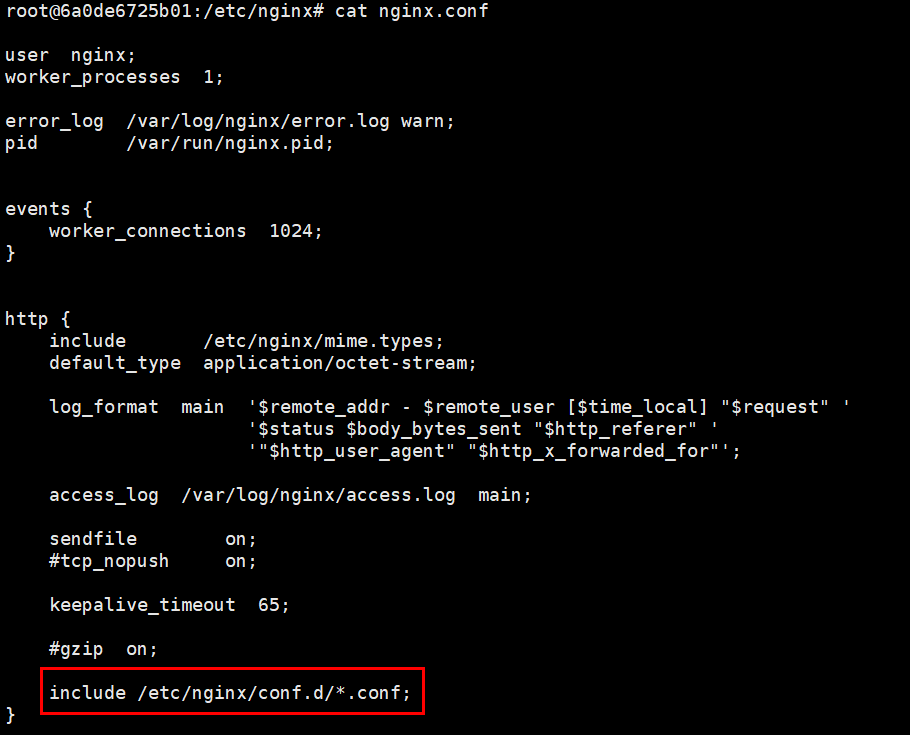 root@6a0de6725b01:/etc/nginx# cat nginx.conf
user  nginx;
worker_processes  1;
error_log  /var/log/nginx/error.log warn;
pid        /var/run/nginx.pid;
events {
    worker_connections  1024;
}
http {
    include       /etc/nginx/mime.types;
    default_type  application/octet-stream;
    log_format  main  '$remote_addr - $remote_user [$time_local] "$request" '
                      '$status $body_bytes_sent "$http_referer" '
                      '"$http_user_agent" "$http_x_forwarded_for"';
    access_log  /var/log/nginx/access.log  main;
    sendfile        on;
    #tcp_nopush     on;
    keepalive_timeout  65;
    #gzip  on;
    include /etc/nginx/conf.d/*.conf;
}